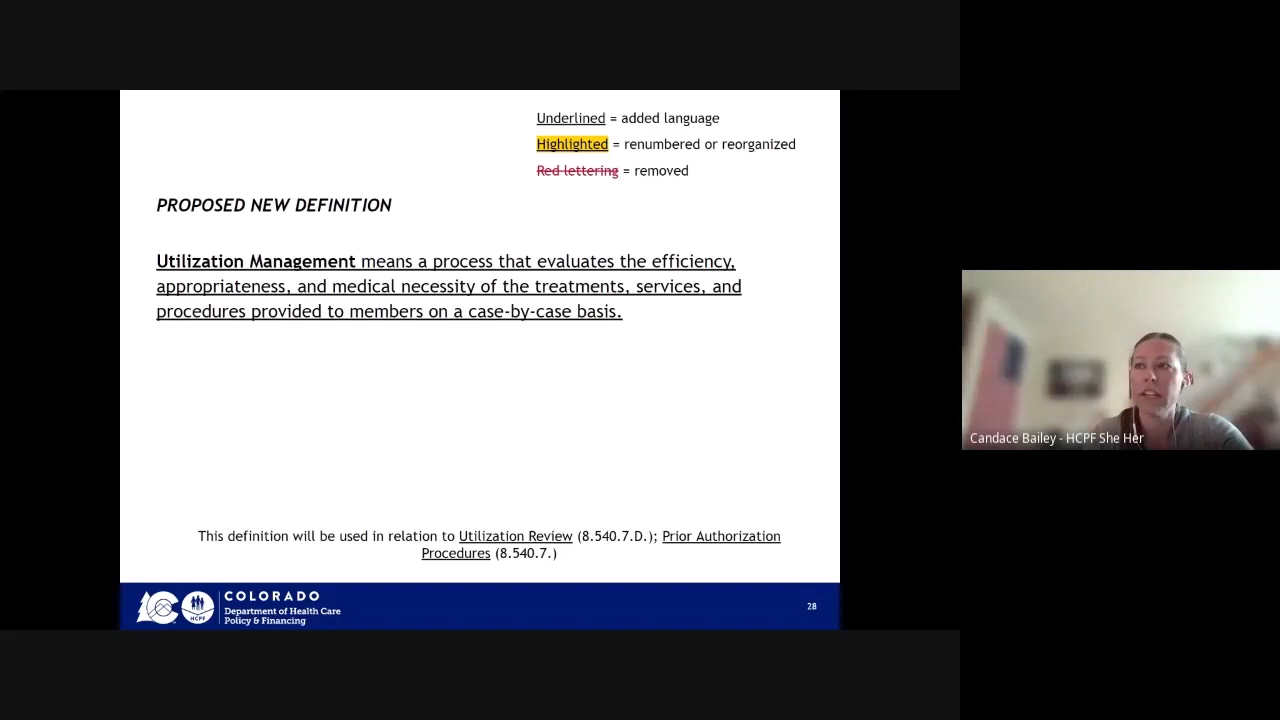 Underlined = added language
Highlighted = renumbered or reorganized
Red lettering = removed
PROPOSED NEW DEFINITION
Utilization Management means a process that evaluates the efficiency,
appropriateness, and medical necessity of the treatments, services, and
procedures provided to members on a case-by-case basis.
This definition will be used in relation to Utilization Review (8.540.7.D.); Prior Authorization
Procedures (8.540.7.)
HCPF
COLORADO
Department of Health Care
Policy & Financing
28
Candace Bailey - HCPF She Her